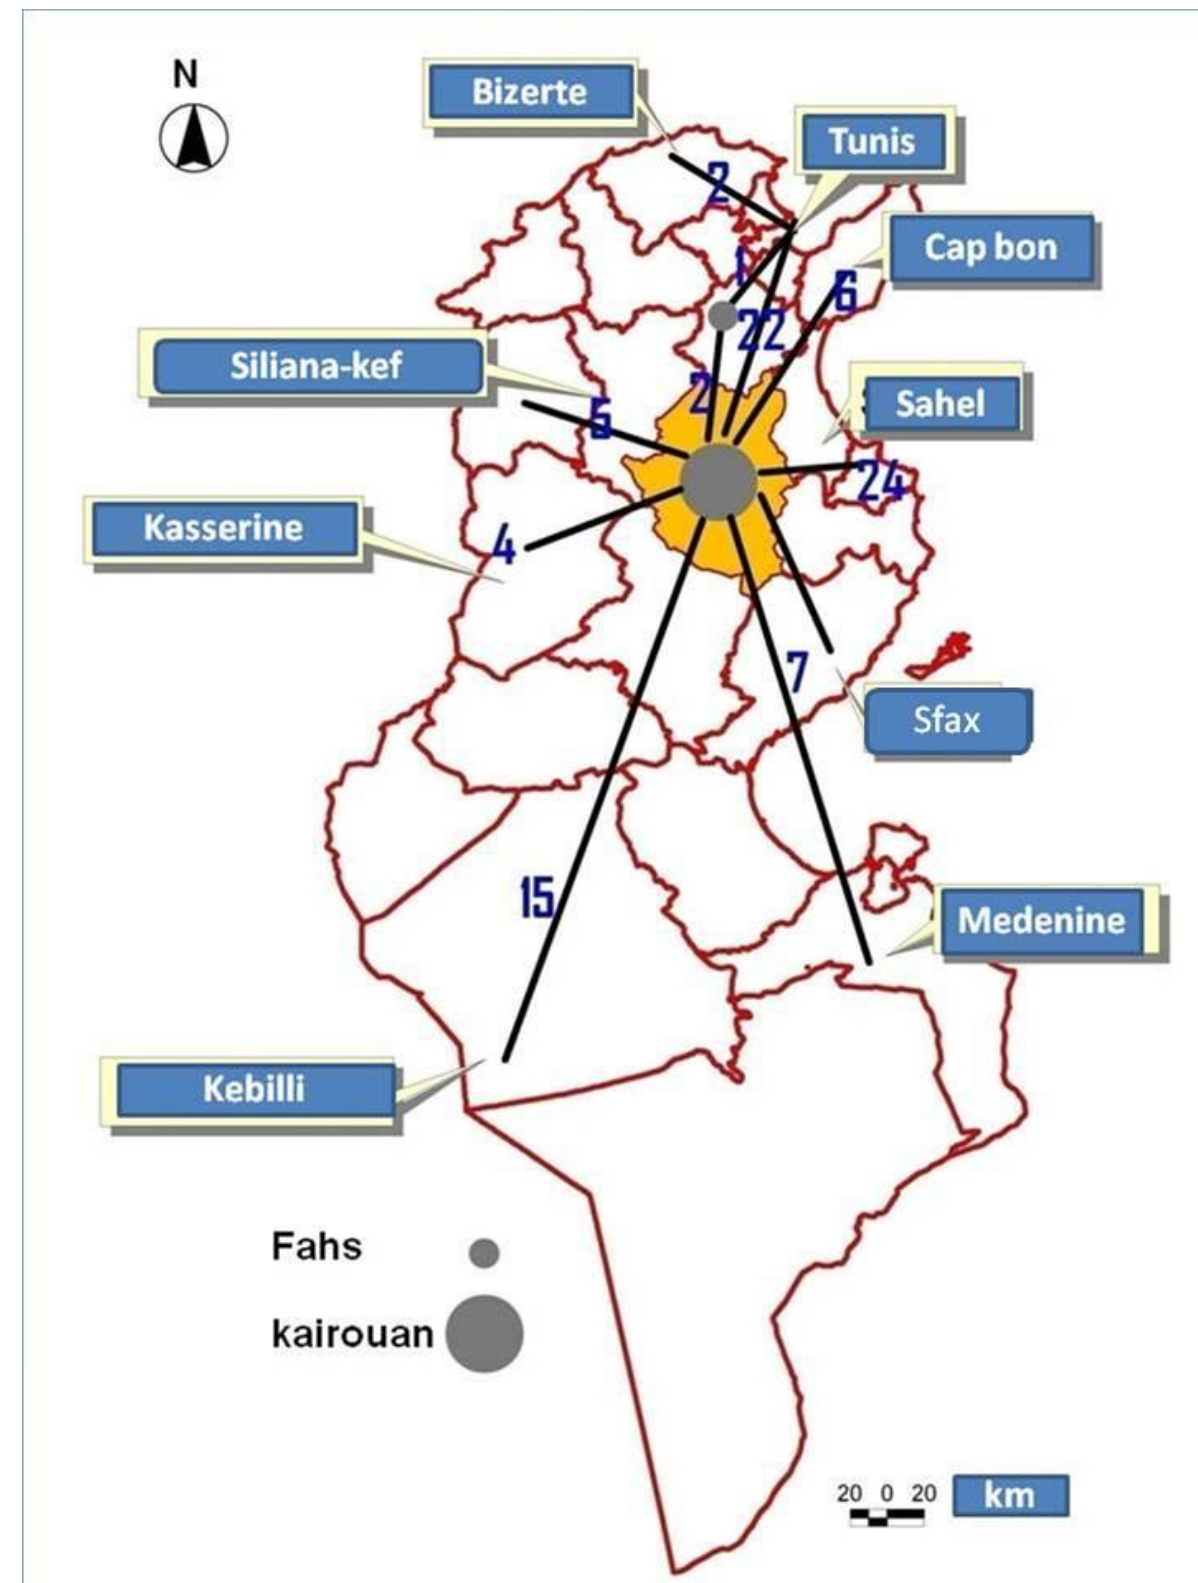 N
Bizerte
Tunis
2
Cap bon
1
6
22
Siliana-kef
2
Sahel
5
24
Kasserine
4
7
Sfax
15
Medenine
Kebilli
Fahs
kairouan
20 0 20
km